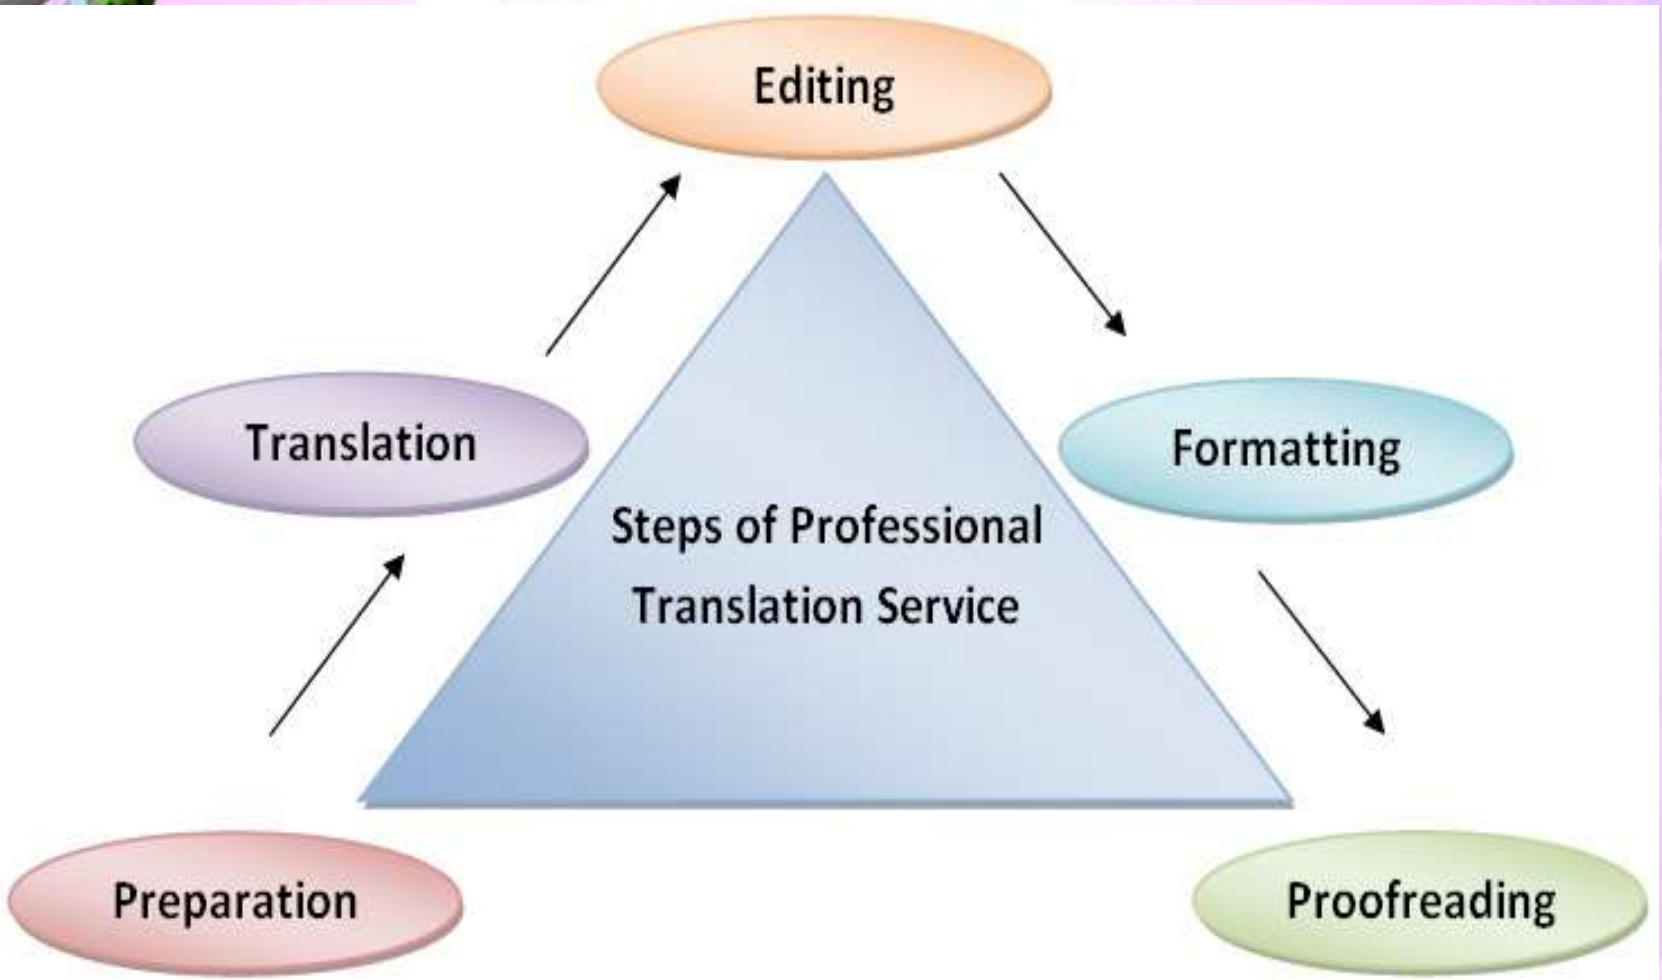 Editing
Translation
Formatting
Steps of Professional
Translation Service
Preparation
Proofreading